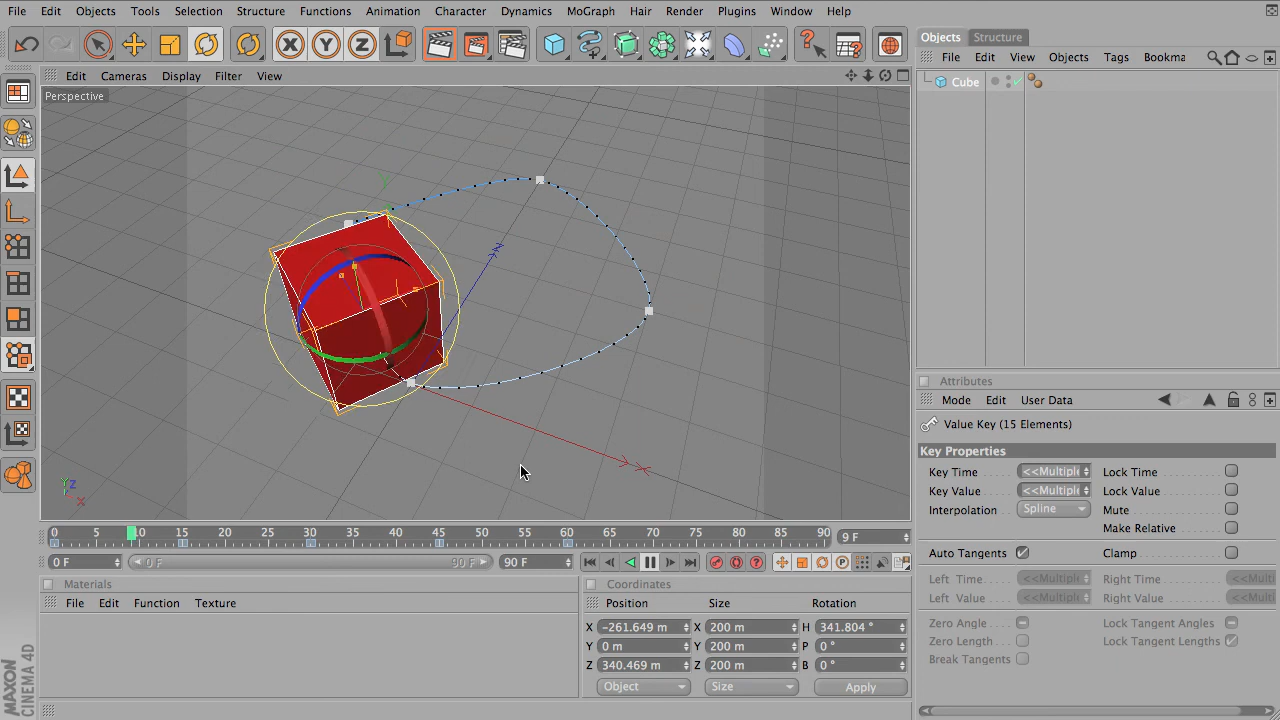 File Edit Objects Tools Selection Structure Functions Animation Character Dynamics MoGraph Hair Render Plugins Window Help
Objects Structure
File Edit View Objects Tags Bookma
Edit Cameras Display Filter View
Perspective
Cube
Y
Z
X
Attributes
Mode Edit User Data
Value Key (15 Elements)
Key Properties
Key Time <<Multiple Lock Time
Key Value <<Multiple Lock Value
Interpolation Spline Mute
Make Relative
Auto Tangents Clamp
Left Time <<Multiple Right Time <<Multi
Left Value <<Multiple Right Value <<Multi
Zero Angle Lock Tangent Angles
Zero Length Lock Tangent Lengths
Break Tangents
0 5 10 15 20 25 30 35 40 45 50 55 60 65 70 75 80 85 90 9 F
0 F 0 F 90 F 90 F
Materials
File Edit Function Texture
Coordinates
Position Size Rotation
X -261.649 m X 200 m H 341.804 °
Y 0 m Y 200 m P 0 °
Z 340.469 m Z 200 m B 0 °
Object Size Apply
MAXON
CINEMA 4D